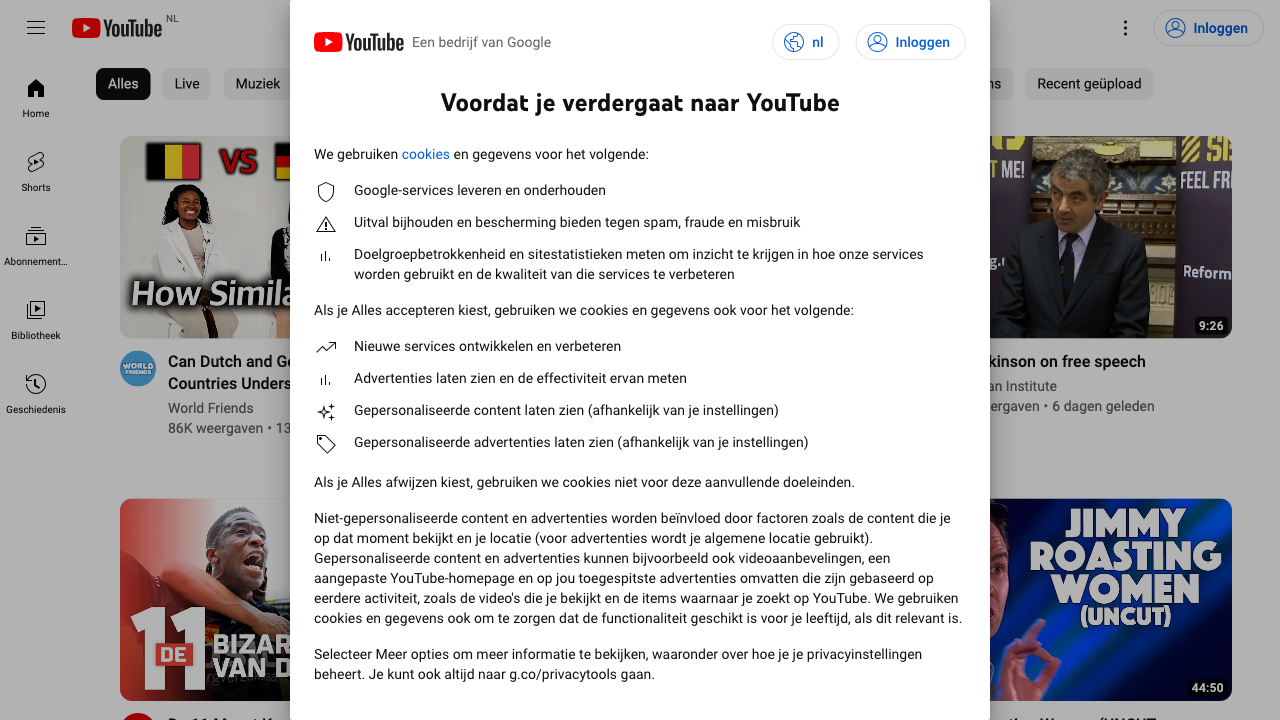 YouTube NL
Inloggen
Home
Shorts
Abonnement...
Bibliotheek
Geschiedenis
Alles
Live
Muziek
Recent geüpload
YouTube Een bedrijf van Google
nl
Inloggen
Voordat je verdergaat naar YouTube
We gebruiken cookies en gegevens voor het volgende:
Google-services leveren en onderhouden
Uitval bijhouden en bescherming bieden tegen spam, fraude en misbruik
Doelgroepbetrokkenheid en sitestatistieken meten om inzicht te krijgen in hoe onze services
worden gebruikt en de kwaliteit van die services te verbeteren
Als je Alles accepteren kiest, gebruiken we cookies en gegevens ook voor het volgende:
Nieuwe services ontwikkelen en verbeteren
Advertenties laten zien en de effectiviteit ervan meten
Gepersonaliseerde content laten zien (afhankelijk van je instellingen)
Gepersonaliseerde advertenties laten zien (afhankelijk van je instellingen)
Als je Alles afwijzen kiest, gebruiken we cookies niet voor deze aanvullende doeleinden.
Niet-gepersonaliseerde content en advertenties worden beïnvloed door factoren zoals de content die je
op dat moment bekijkt en je locatie (voor advertenties wordt je algemene locatie gebruikt).
Gepersonaliseerde content en advertenties kunnen bijvoorbeeld ook videoaanbevelingen, een
aangepaste YouTube-homepage en op jou toegespitste advertenties omvatten die zijn gebaseerd op
eerdere activiteit, zoals de video's die je bekijkt en de items waarnaar je zoekt op YouTube. We gebruiken
cookies en gegevens ook om te zorgen dat de functionaliteit geschikt is voor je leeftijd, als dit relevant is.
Selecteer Meer opties om meer informatie te bekijken, waaronder over hoe je je privacyinstellingen
beheert. Je kunt ook altijd naar g.co/privacytools gaan.
VS
How Simila
WORLD
FRIENDS
Can Dutch and Ge
Countries Unders
World Friends
86K weergaven • 13
11
DE
BIZAR
VAN D
ME!
FEEL FR
Reform
9:26
kinson on free speech
an Institute
ergaven • 6 dagen geleden
JIMMY
ROASTING
WOMEN
(UNCUT)
44:50